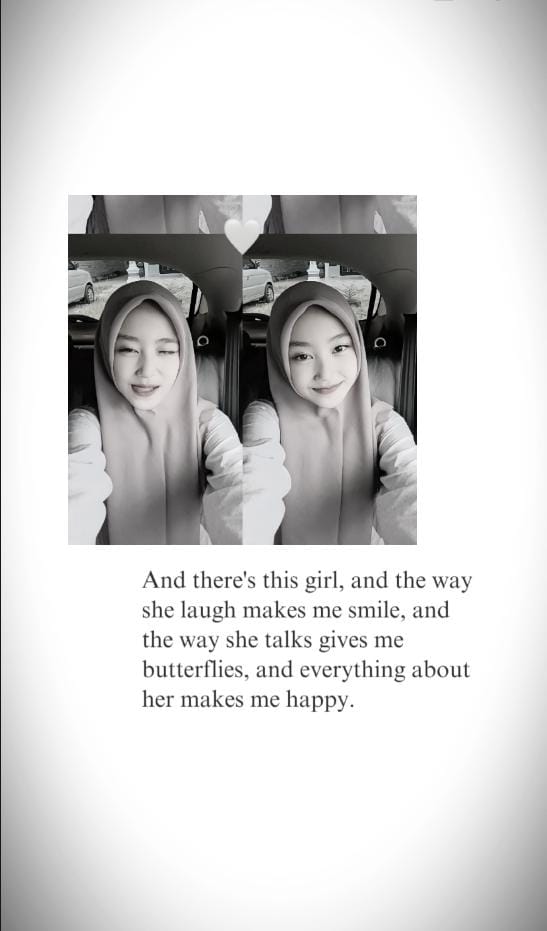 And there's this girl, and the way
she laugh makes me smile, and
the way she talks gives me
butterflies, and everything about
her makes me happy.